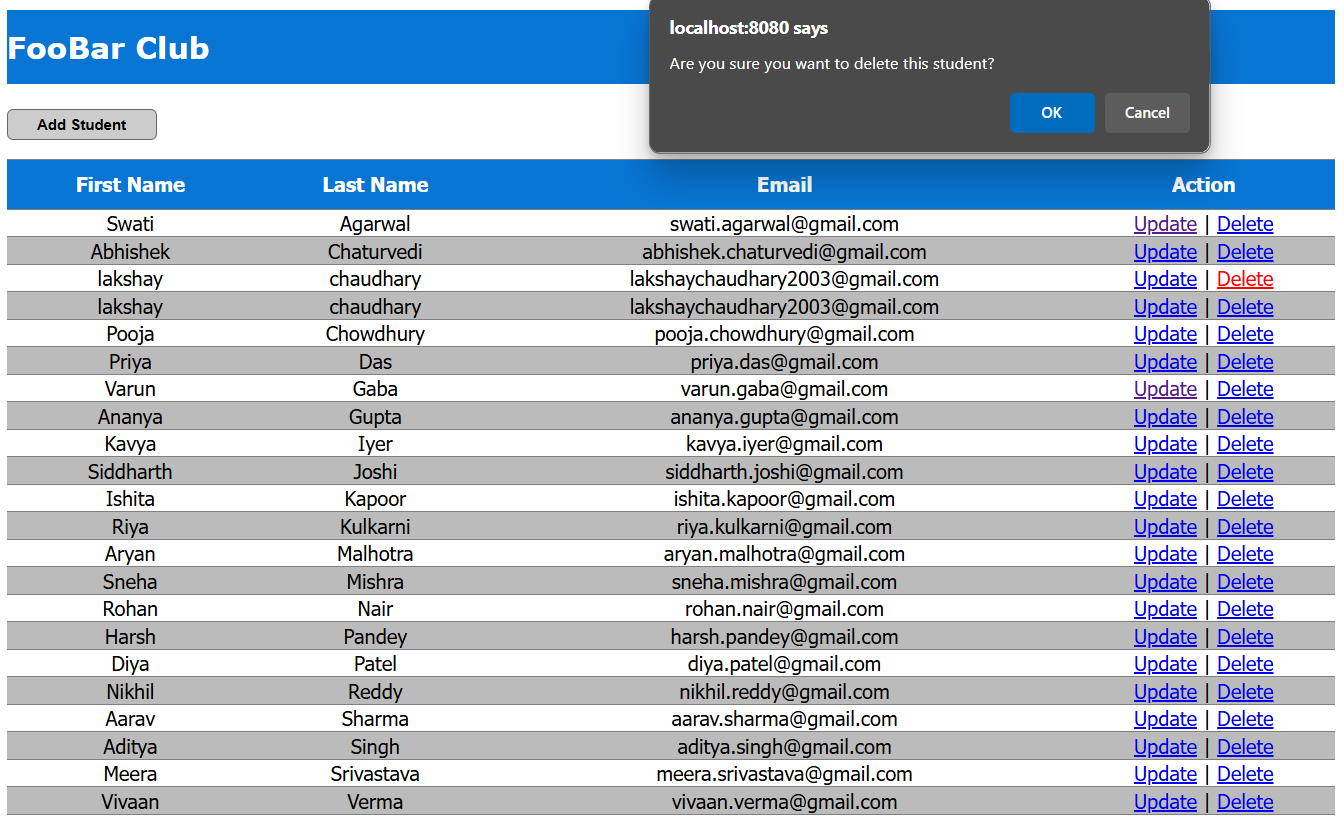 FooBar Club
localhost:8080 says
Are you sure you want to delete this student?
OK Cancel
Add Student
First Name Last Name Email Action
Swati Agarwal swati.agarwal@gmail.com Update | Delete
Abhishek Chaturvedi abhishek.chaturvedi@gmail.com Update | Delete
lakshay chaudhary lakshaychaudhary2003@gmail.com Update | Delete
lakshay chaudhary lakshaychaudhary2003@gmail.com Update | Delete
Pooja Chowdhury pooja.chowdhury@gmail.com Update | Delete
Priya Das priya.das@gmail.com Update | Delete
Varun Gaba varun.gaba@gmail.com Update | Delete
Ananya Gupta ananya.gupta@gmail.com Update | Delete
Kavya Iyer kavya.iyer@gmail.com Update | Delete
Siddharth Joshi siddharth.joshi@gmail.com Update | Delete
Ishita Kapoor ishita.kapoor@gmail.com Update | Delete
Riya Kulkarni riya.kulkarni@gmail.com Update | Delete
Aryan Malhotra aryan.malhotra@gmail.com Update | Delete
Sneha Mishra sneha.mishra@gmail.com Update | Delete
Rohan Nair rohan.nair@gmail.com Update | Delete
Harsh Pandey harsh.pandey@gmail.com Update | Delete
Diya Patel diya.patel@gmail.com Update | Delete
Nikhil Reddy nikhil.reddy@gmail.com Update | Delete
Aarav Sharma aarav.sharma@gmail.com Update | Delete
Aditya Singh aditya.singh@gmail.com Update | Delete
Meera Srivastava meera.srivastava@gmail.com Update | Delete
Vivaan Verma vivaan.verma@gmail.com Update | Delete